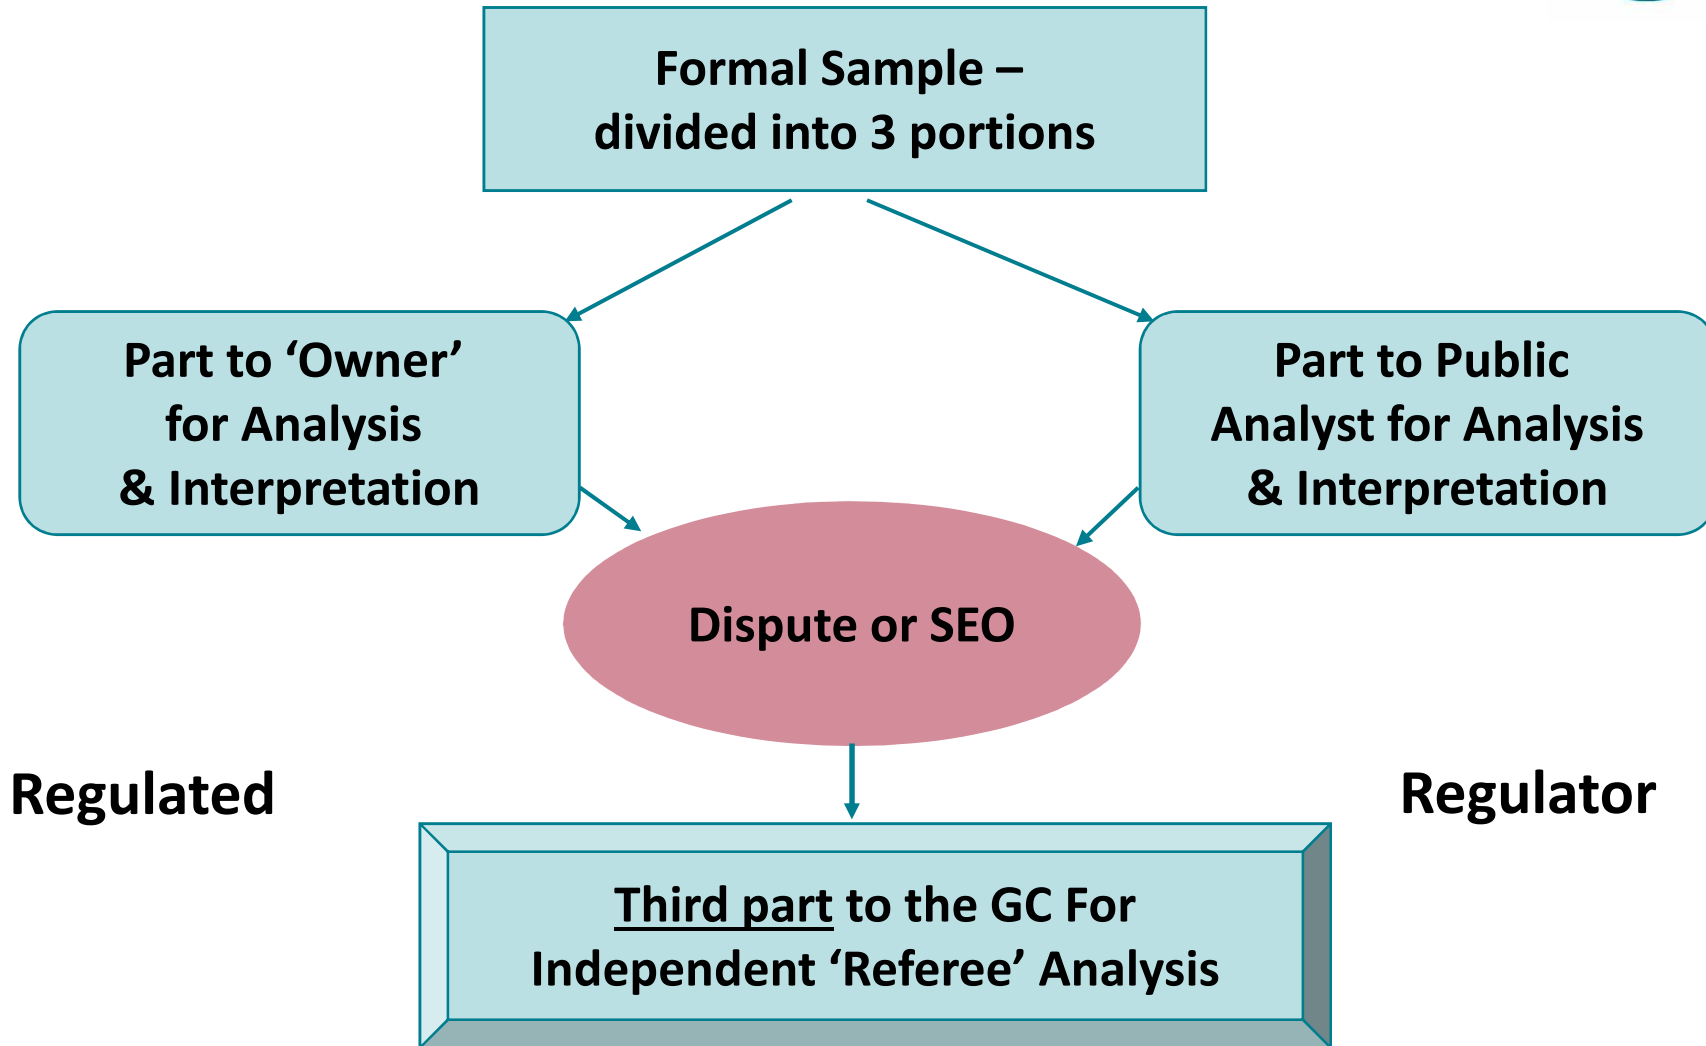 Formal Sample –
divided into 3 portions
Part to ‘Owner’
for Analysis
& Interpretation
Part to Public
Analyst for Analysis
& Interpretation
Dispute or SEO
Regulated
Regulator
Third part to the GC For
Independent ‘Referee’ Analysis